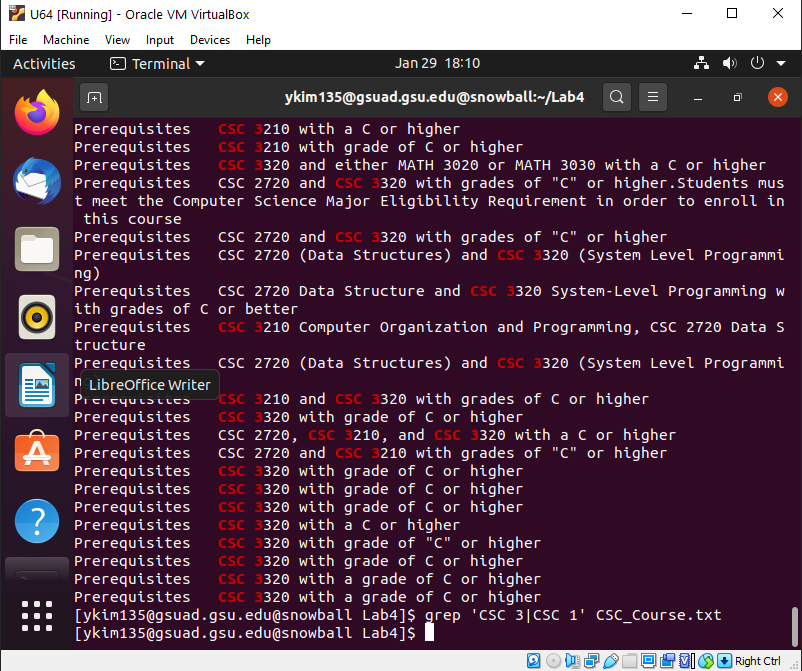 U64 [Running] - Oracle VM VirtualBox
File Machine View Input Devices Help
Activities Terminal Jan 29 18:10
ykim135@gsuad.gsu.edu@snowball:~/Lab4
Prerequisites CSC 3210 with a C or higher
Prerequisites CSC 3210 with grade of C or higher
Prerequisites CSC 3320 and either MATH 3020 or MATH 3030 with a C or higher
Prerequisites CSC 2720 and CSC 3320 with grades of "C" or higher.Students mus
t meet the Computer Science Major Eligibility Requirement in order to enroll in
this course
Prerequisites CSC 2720 and CSC 3320 with grades of "C" or higher
Prerequisites CSC 2720 (Data Structures) and CSC 3320 (System Level Programmi
ng)
Prerequisites CSC 2720 Data Structure and CSC 3320 System-Level Programming w
ith grades of C or better
Prerequisites CSC 3210 Computer Organization and Programming, CSC 2720 Data S
tructure
Prerequisites CSC 2720 (Data Structures) and CSC 3320 (System Level Programmi
LibreOffice Writer
CSC 3210 and CSC 3320 with grades of C or higher
Prerequisites CSC 3320 with grade of C or higher
Prerequisites CSC 2720, CSC 3210, and CSC 3320 with a C or higher
Prerequisites CSC 2720 and CSC 3210 with grades of "C" or higher
Prerequisites CSC 3320 with grade of C or higher
Prerequisites CSC 3320 with grade of C or higher
Prerequisites CSC 3320 with grade of C or higher
Prerequisites CSC 3320 with a C or higher
Prerequisites CSC 3320 with grade of "C" or higher
Prerequisites CSC 3320 with grade of C or higher
Prerequisites CSC 3320 with a grade of C or higher
Prerequisites CSC 3320 with a grade of C or higher
[ykim135@gsuad.gsu.edu@snowball Lab4]$ grep 'CSC 3|CSC 1' CSC_Course.txt
[ykim135@gsuad.gsu.edu@snowball Lab4]$
Right Ctrl